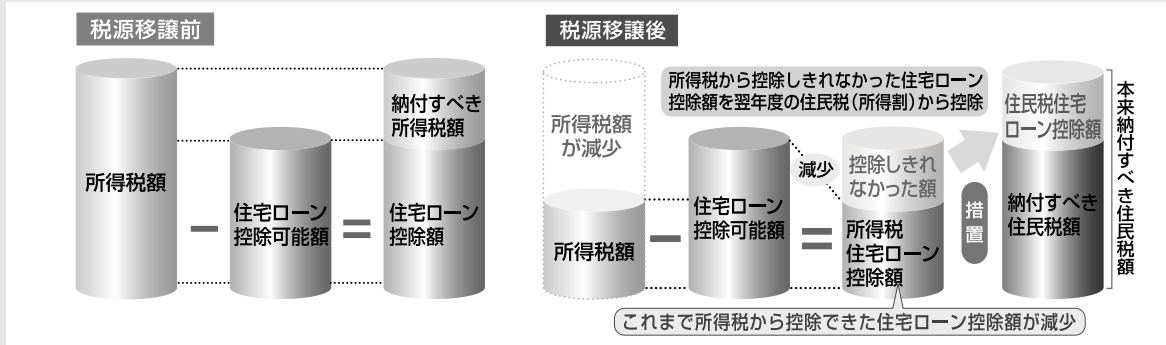 税源移譲前
所得税額
－
住宅ローン
控除可能額
＝
納付すべき
所得税額
住宅ローン
控除額
税源移譲後
所得税額
が減少
所得税額
－
住宅ローン
控除可能額
＝
減少
所得税から控除しきれなかった住宅ローン
控除額を翌年度の住民税（所得割）から控除
控除しきれ
なかった額
所得税
住宅ローン
控除額
措置
住民税住宅
ローン控除額
納付すべき
住民税額
本来納付すべき住民税額
これまで所得税から控除できた住宅ローン控除額が減少